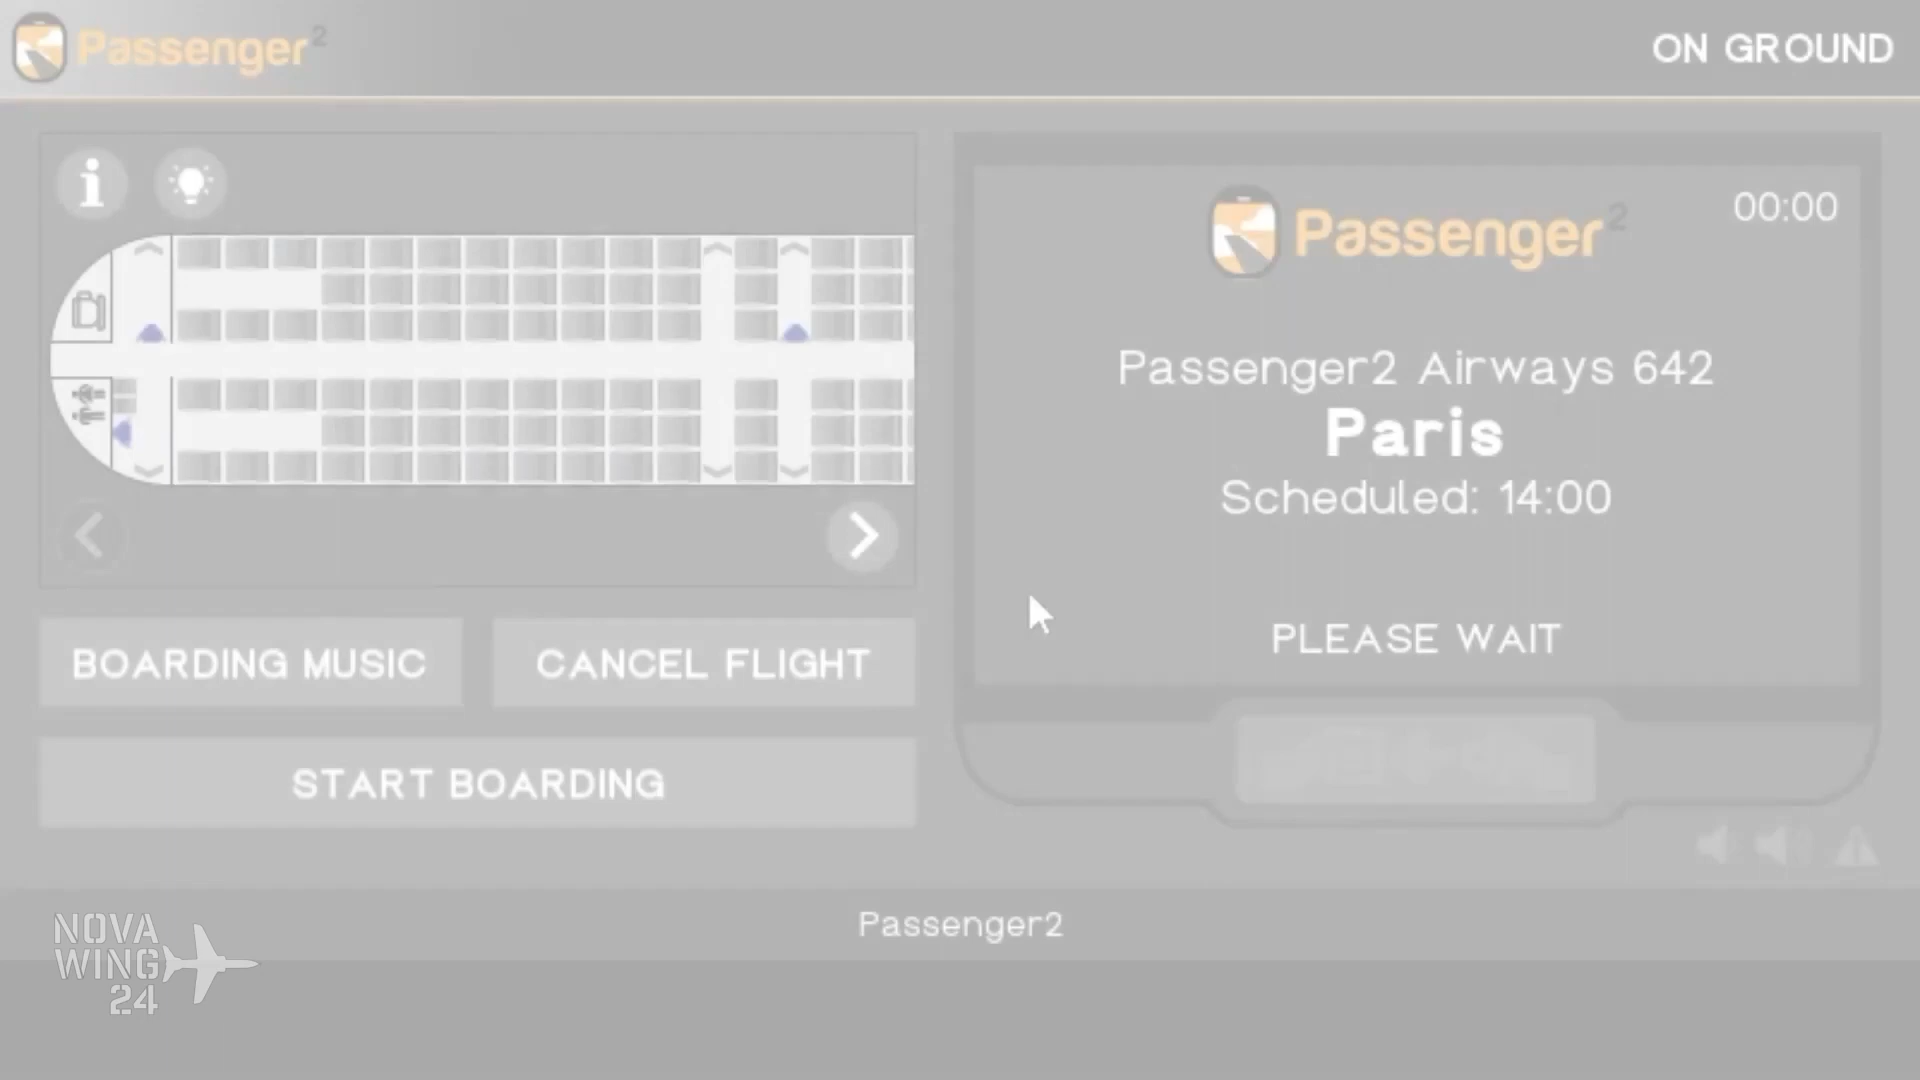 Passenger2
ON GROUND
Passenger2
00:00
Passenger2 Airways 642
Paris
Scheduled: 14:00
PLEASE WAIT
BOARDING MUSIC
CANCEL FLIGHT
START BOARDING
Passenger2
NOVA
WING
24